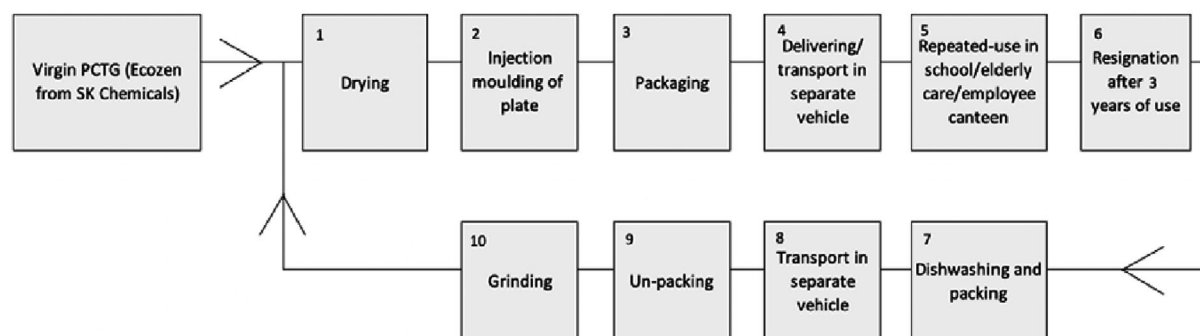 Virgin PCTG (Ecozen
from SK Chemicals)
1
Drying
2
Injection
moulding of
plate
3
Packaging
4
Delivering/
transport in
separate
vehicle
5
Repeated-use in
school/elderly
care/employee
canteen
6
Resignation
after 3
years of use
10
Grinding
9
Un-packing
8
Transport in
separate
vehicle
7
Dishwashing and
packing